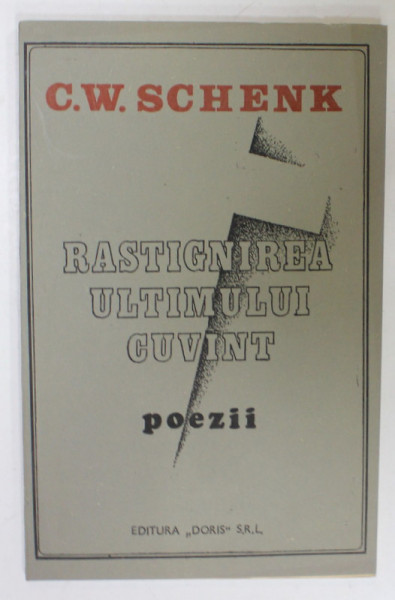 C.W. SCHENK
RASTIGNIREA
ULTIMULUI
CUVINT
poezii
EDITURA „DORIS“ S.R.L.